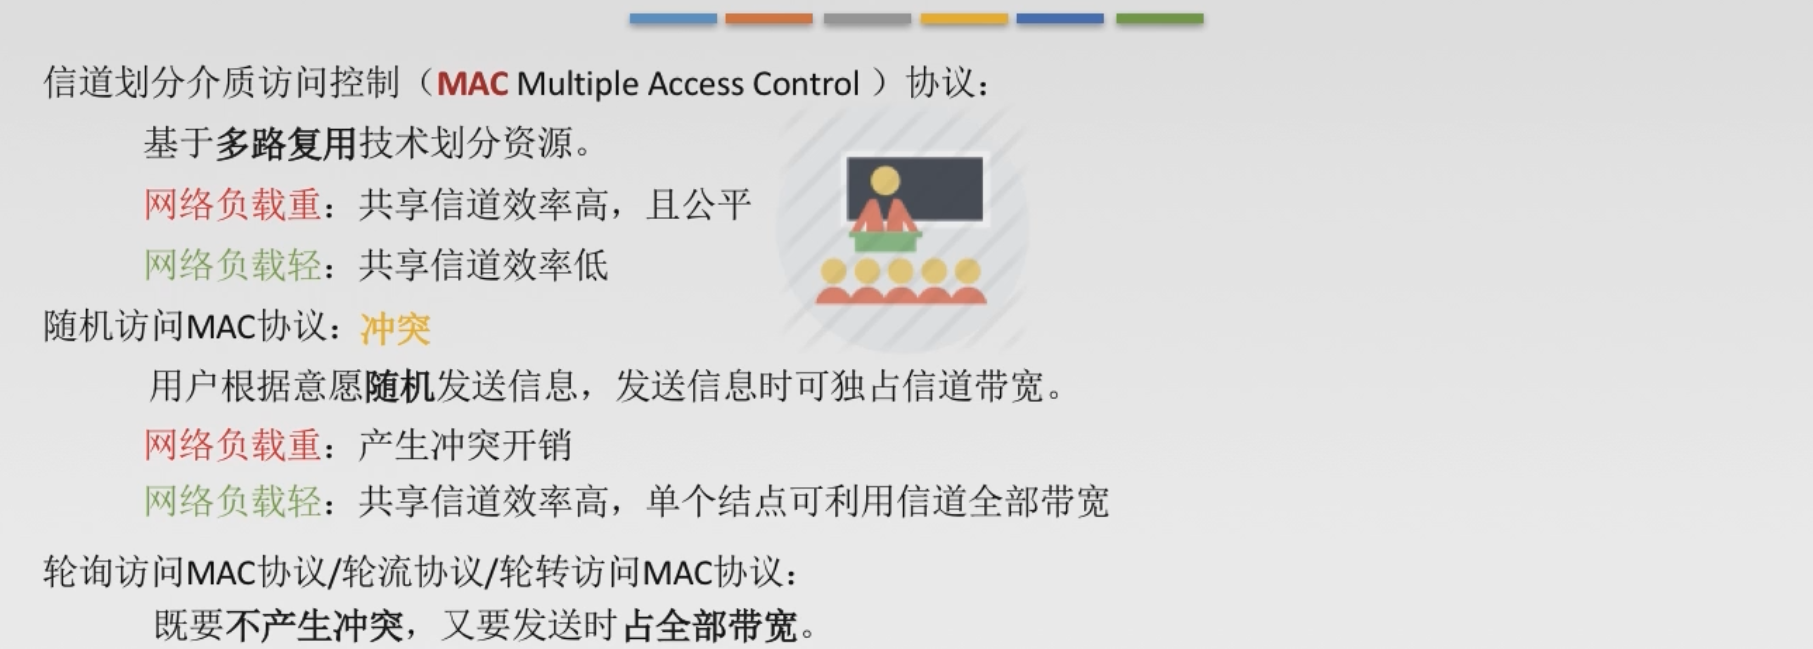 信道划分介质访问控制（MAC Multiple Access Control ）协议：
基于多路复用技术划分资源。
网络负载重：共享信道效率高，且公平
网络负载轻：共享信道效率低
随机访问MAC协议：冲突
用户根据意愿随机发送信息，发送信息时可独占信道带宽。
网络负载重：产生冲突开销
网络负载轻：共享信道效率高，单个结点可利用信道全部带宽
轮询访问MAC协议/轮流协议/轮转访问MAC协议：
既要不产生冲突，又要发送时占全部带宽。